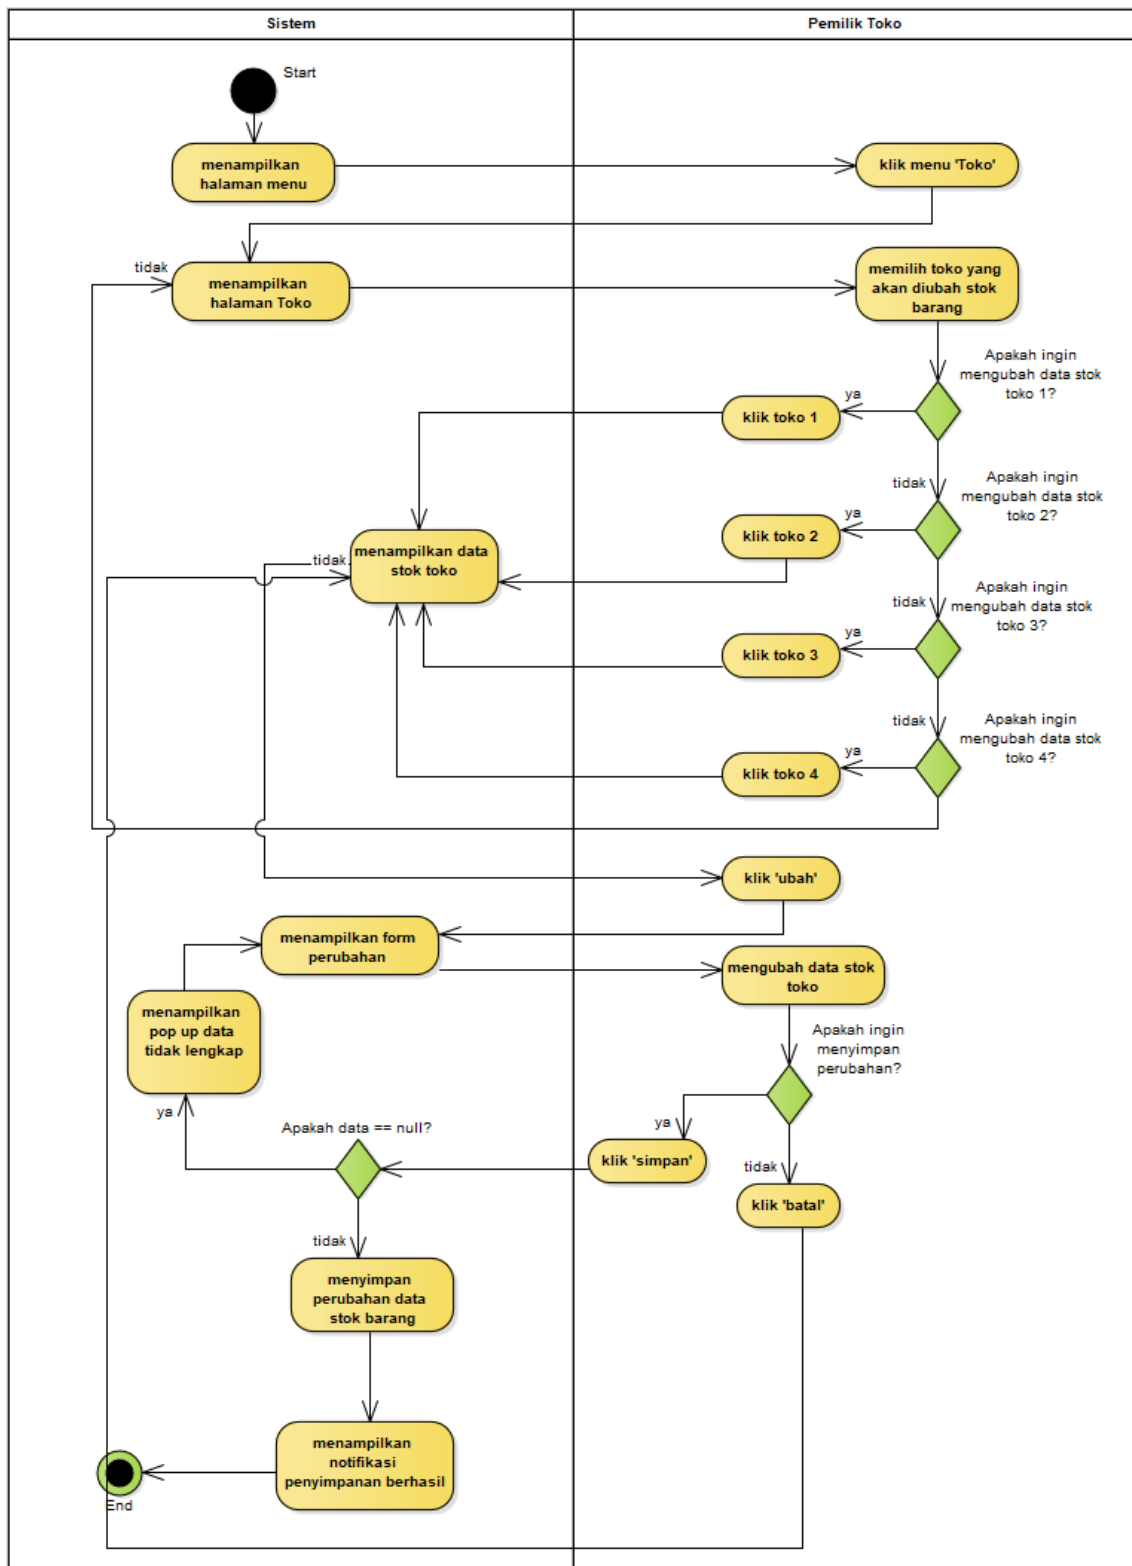 Sistem
Pemilik Toko
Start
menampilkan
halaman menu
klik menu 'Toko'
tidak
menampilkan
halaman Toko
memilih toko yang
akan diubah stok
barang
Apakah ingin
mengubah data stok
toko 1?
ya
klik toko 1
tidak
Apakah ingin
mengubah data stok
toko 2?
ya
klik toko 2
menampilkan data
stok toko
tidak
Apakah ingin
mengubah data stok
toko 3?
tidak
ya
klik toko 3
tidak
Apakah ingin
mengubah data stok
toko 4?
ya
klik toko 4
klik 'ubah'
menampilkan form
perubahan
mengubah data stok
toko
menampilkan
pop up data
tidak lengkap
Apakah ingin
menyimpan
perubahan?
ya
Apakah data == null?
ya
klik 'simpan'
tidak
klik 'batal'
tidak
menyimpan
perubahan data
stok barang
menampilkan
notifikasi
penyimpanan berhasil
End